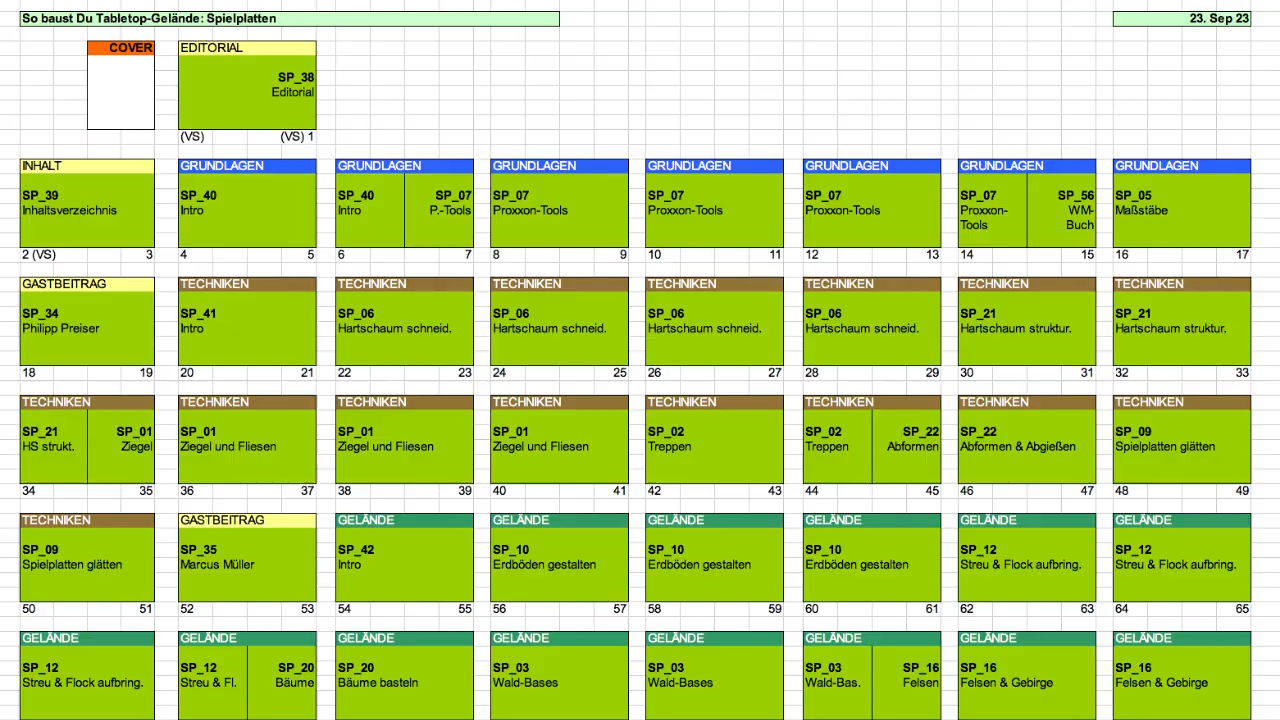 So baust Du Tabletop-Gelände: Spielplatten 23. Sep 23
COVER EDITORIAL
SP_38
Editorial
(VS) (VS) 1
INHALT GRUNDLAGEN GRUNDLAGEN GRUNDLAGEN GRUNDLAGEN GRUNDLAGEN GRUNDLAGEN GRUNDLAGEN
SP_39 SP_40 SP_40 SP_07 SP_07 SP_07 SP_07 SP_07 SP_56 SP_05
Inhaltsverzeichnis Intro Intro P.-Tools Proxxon-Tools Proxxon-Tools Proxxon-Tools Proxxon- WM- Maßstäbe
Tools Buch
2 (VS) 3 4 5 6 7 8 9 10 11 12 13 14 15 16 17
GASTBEITRAG TECHNIKEN TECHNIKEN TECHNIKEN TECHNIKEN TECHNIKEN TECHNIKEN TECHNIKEN
SP_34 SP_41 SP_06 SP_06 SP_06 SP_06 SP_21 SP_21
Philipp Preiser Intro Hartschaum schneid. Hartschaum schneid. Hartschaum schneid. Hartschaum schneid. Hartschaum struktur. Hartschaum struktur.
18 19 20 21 22 23 24 25 26 27 28 29 30 31 32 33
TECHNIKEN TECHNIKEN TECHNIKEN TECHNIKEN TECHNIKEN TECHNIKEN TECHNIKEN TECHNIKEN
SP_21 SP_01 SP_01 SP_01 SP_01 SP_02 SP_02 SP_22 SP_22 SP_09
HS strukt. Ziegel Ziegel und Fliesen Ziegel und Fliesen Ziegel und Fliesen Treppen Treppen Abformen Abformen & Abgießen Spielplatten glätten
34 35 36 37 38 39 40 41 42 43 44 45 46 47 48 49
TECHNIKEN GASTBEITRAG GELÄNDE GELÄNDE GELÄNDE GELÄNDE GELÄNDE GELÄNDE
SP_09 SP_35 SP_42 SP_10 SP_10 SP_10 SP_12 SP_12
Spielplatten glätten Marcus Müller Intro Erdböden gestalten Erdböden gestalten Erdböden gestalten Streu & Flock aufbring. Streu & Flock aufbring.
50 51 52 53 54 55 56 57 58 59 60 61 62 63 64 65
GELÄNDE GELÄNDE GELÄNDE GELÄNDE GELÄNDE GELÄNDE GELÄNDE GELÄNDE
SP_12 SP_12 SP_20 SP_20 SP_03 SP_03 SP_03 SP_16 SP_16 SP_16
Streu & Flock aufbring. Streu & Fl. Bäume Bäume basteln Wald-Bases Wald-Bases Wald-Bas. Felsen Felsen & Gebirge Felsen & Gebirge